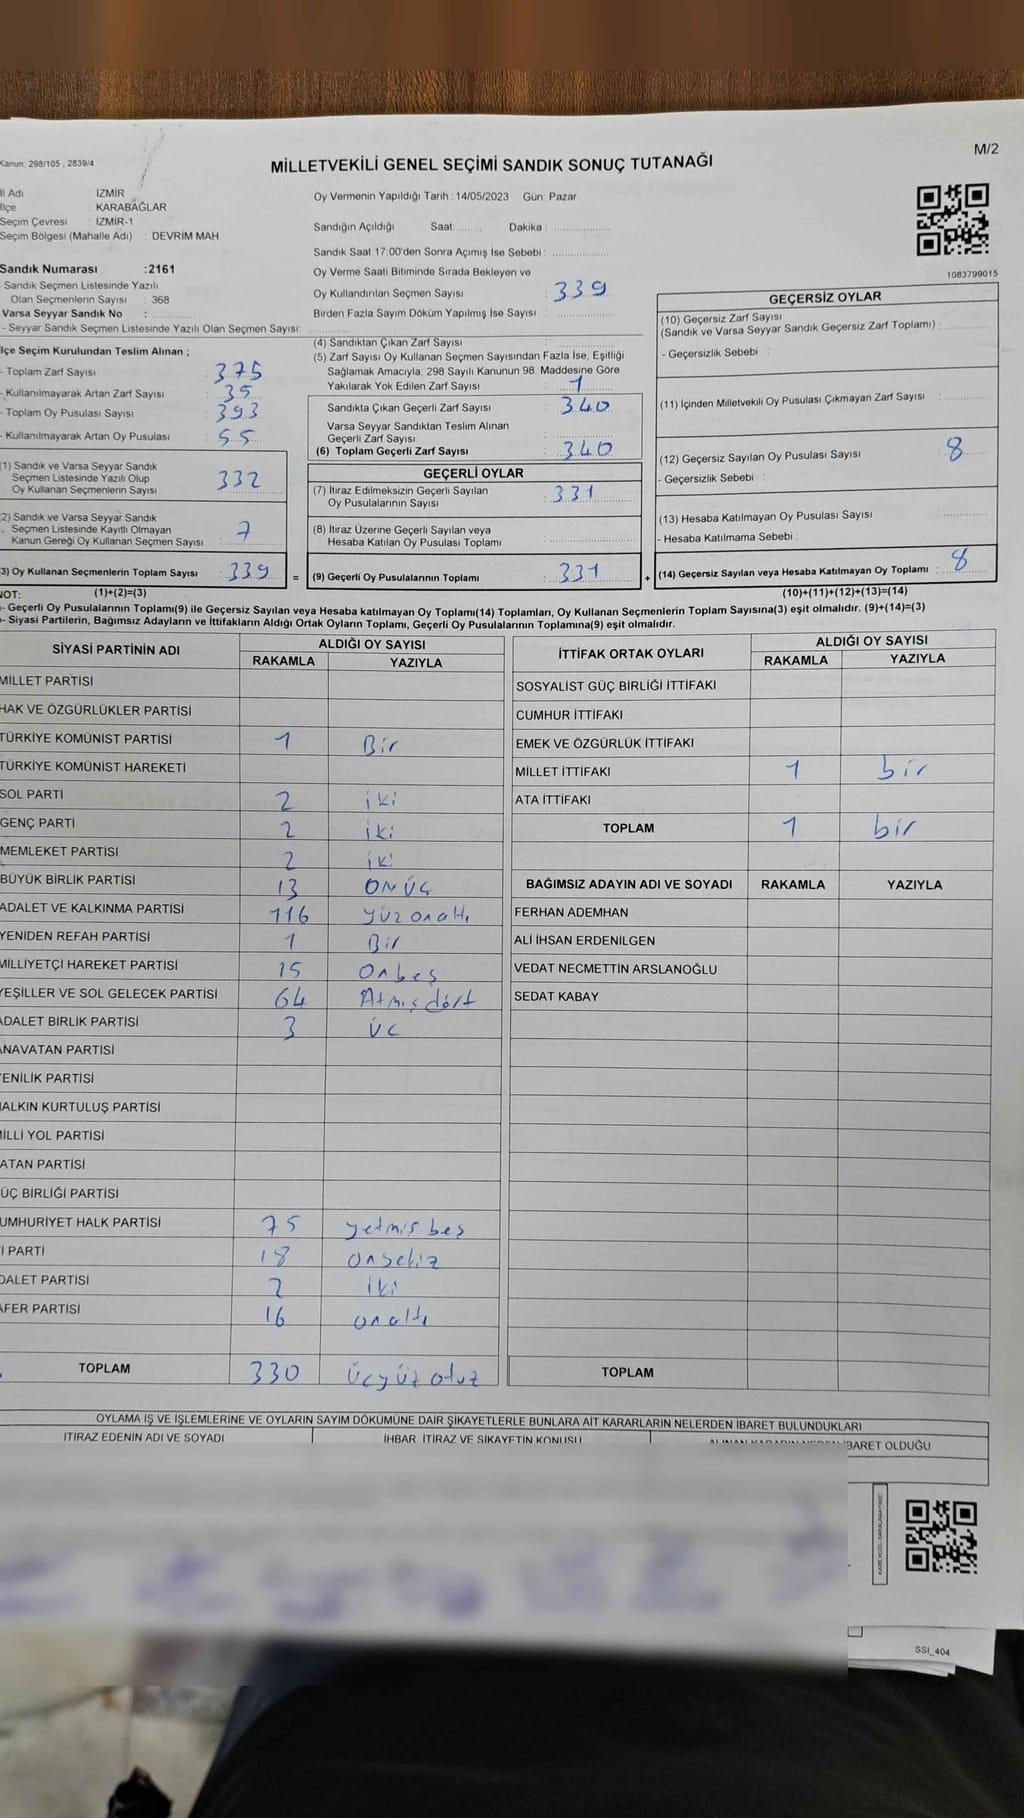 Kanun: 298/105 , 2839/4
MİLLETVEKİLİ GENEL SEÇİMİ SANDIK SONUÇ TUTANAĞI
M/2
İl Adı : İZMİR
İlçe : KARABAĞLAR
Seçim Çevresi : İZMİR-1
Seçim Bölgesi (Mahalle Adı) : DEVRİM MAH.
Sandık Numarası :2161
- Sandık Seçmen Listesinde Yazılı
Olan Seçmenlerin Sayısı : 368
Varsa Seyyar Sandık No :
- Seyyar Sandık Seçmen Listesinde Yazılı Olan Seçmen Sayısı:
İlçe Seçim Kurulundan Teslim Alınan ;
- Toplam Zarf Sayısı : 375
- Kullanılmayarak Artan Zarf Sayısı : 35
- Toplam Oy Pusulası Sayısı : 393
- Kullanılmayarak Artan Oy Pusulası : 55
(1) Sandık ve Varsa Seyyar Sandık
Seçmen Listesinde Yazılı Olup
Oy Kullanan Seçmenlerin Sayısı : 332
(2) Sandık ve Varsa Seyyar Sandık
Seçmen Listesinde Kayıtlı Olmayan
Kanun Gereği Oy Kullanan Seçmen Sayısı : 7
(3) Oy Kullanan Seçmenlerin Toplam Sayısı : 339
Oy Vermenin Yapıldığı Tarih :14/05/2023 Gün: Pazar
Sandığın Açıldığı Saat: Dakika :
Sandık Saat 17:00'den Sonra Açımış İse Sebebi :
Oy Verme Saati Bitiminde Sırada Bekleyen ve
Oy Kullandırılan Seçmen Sayısı : 339
Birden Fazla Sayım Döküm Yapılmış İse Sayısı :
(4) Sandıktan Çıkan Zarf Sayısı :
(5) Zarf Sayısı Oy Kullanan Seçmen Sayısından Fazla İse, Eşitliği
Sağlamak Amacıyla; 298 Sayılı Kanunun 98. Maddesine Göre
Yakılarak Yok Edilen Zarf Sayısı : 1
Sandıkta Çıkan Geçerli Zarf Sayısı : 340
Varsa Seyyar Sandıktan Teslim Alınan
Geçerli Zarf Sayısı :
(6) Toplam Geçerli Zarf Sayısı : 340
GEÇERLİ OYLAR
(7) İtiraz Edilmeksizin Geçerli Sayılan
Oy Pusulalarının Sayısı : 331
(8) İtiraz Üzerine Geçerli Sayılan veya
Hesaba Katılan Oy Pusulası Toplamı :
= (9) Geçerli Oy Pusulalarının Toplamı : 331
1083799015
GEÇERSİZ OYLAR
(10) Geçersiz Zarf Sayısı
(Sandık ve Varsa Seyyar Sandık Geçersiz Zarf Toplamı) :
- Geçersizlik Sebebi :
(11) İçinden Milletvekili Oy Pusulası Çıkmayan Zarf Sayısı :
(12) Geçersiz Sayılan Oy Pusulası Sayısı : 8
- Geçersizlik Sebebi :
(13) Hesaba Katılmayan Oy Pusulası Sayısı :
- Hesaba Katılmama Sebebi :
+ (14) Geçersiz Sayılan veya Hesaba Katılmayan Oy Toplamı : 8
NOT: (1)+(2)=(3) (10)+(11)+(12)+(13)=(14)
- Geçerli Oy Pusulalarının Toplamı(9) ile Geçersiz Sayılan veya Hesaba katılmayan Oy Toplamı(14) Toplamları, Oy Kullanan Seçmenlerin Toplam Sayısına(3) eşit olmalıdır. (9)+(14)=(3)
- Siyasi Partilerin, Bağımsız Adayların ve İttifakların Aldığı Ortak Oyların Toplamı, Geçerli Oy Pusulalarının Toplamına(9) eşit olmalıdır.
SİYASİ PARTİNİN ADI ALDIĞI OY SAYISI
RAKAMLA YAZIYLA
MİLLET PARTİSİ
HAK VE ÖZGÜRLÜKLER PARTİSİ
TÜRKİYE KOMÜNİST PARTİSİ 1 Bir
TÜRKİYE KOMÜNİST HAREKETİ
SOL PARTİ 2 iki
GENÇ PARTİ 2 iki
MEMLEKET PARTİSİ 2 iki
BÜYÜK BİRLİK PARTİSİ 13 ONÜÇ
ADALET VE KALKINMA PARTİSİ 116 yüzonaltı
YENİDEN REFAH PARTİSİ 1 Bir
MİLLİYETÇİ HAREKET PARTİSİ 15 Onbeş
YEŞİLLER VE SOL GELECEK PARTİSİ 64 Atmışdört
ADALET BİRLİK PARTİSİ 3 üç
ANAVATAN PARTİSİ
YENİLİK PARTİSİ
HALKIN KURTULUŞ PARTİSİ
MİLLİ YOL PARTİSİ
VATAN PARTİSİ
GÜÇ BİRLİĞİ PARTİSİ
CUMHURİYET HALK PARTİSİ 75 yetmişbeş
İYİ PARTİ 18 onsekiz
ADALET PARTİSİ 2 iki
ZAFER PARTİSİ 16 onaltı
TOPLAM 330 üçyüzotuz
İTTİFAK ORTAK OYLARI ALDIĞI OY SAYISI
RAKAMLA YAZIYLA
SOSYALİST GÜÇ BİRLİĞİ İTTİFAKI
CUMHUR İTTİFAKI
EMEK VE ÖZGÜRLÜK İTTİFAKI
MİLLET İTTİFAKI 1 bir
ATA İTTİFAKI
TOPLAM 1 bir
BAĞIMSIZ ADAYIN ADI VE SOYADI RAKAMLA YAZIYLA
FERHAN ADEMHAN
ALİ İHSAN ERDENİLGEN
VEDAT NECMETTİN ARSLANOĞLU
SEDAT KABAY
TOPLAM
OYLAMA İŞ VE İŞLEMLERİNE VE OYLARIN SAYIM DÖKÜMÜNE DAİR ŞİKAYETLERLE BUNLARA AİT KARARLARIN NELERDEN İBARET BULUNDUKLARI
İTİRAZ EDENİN ADI VE SOYADI İHBAR, İTİRAZ VE ŞİKAYETİN KONUSU ALINAN KARARIN NEDEN İBARET OLDUĞU
SSI_404